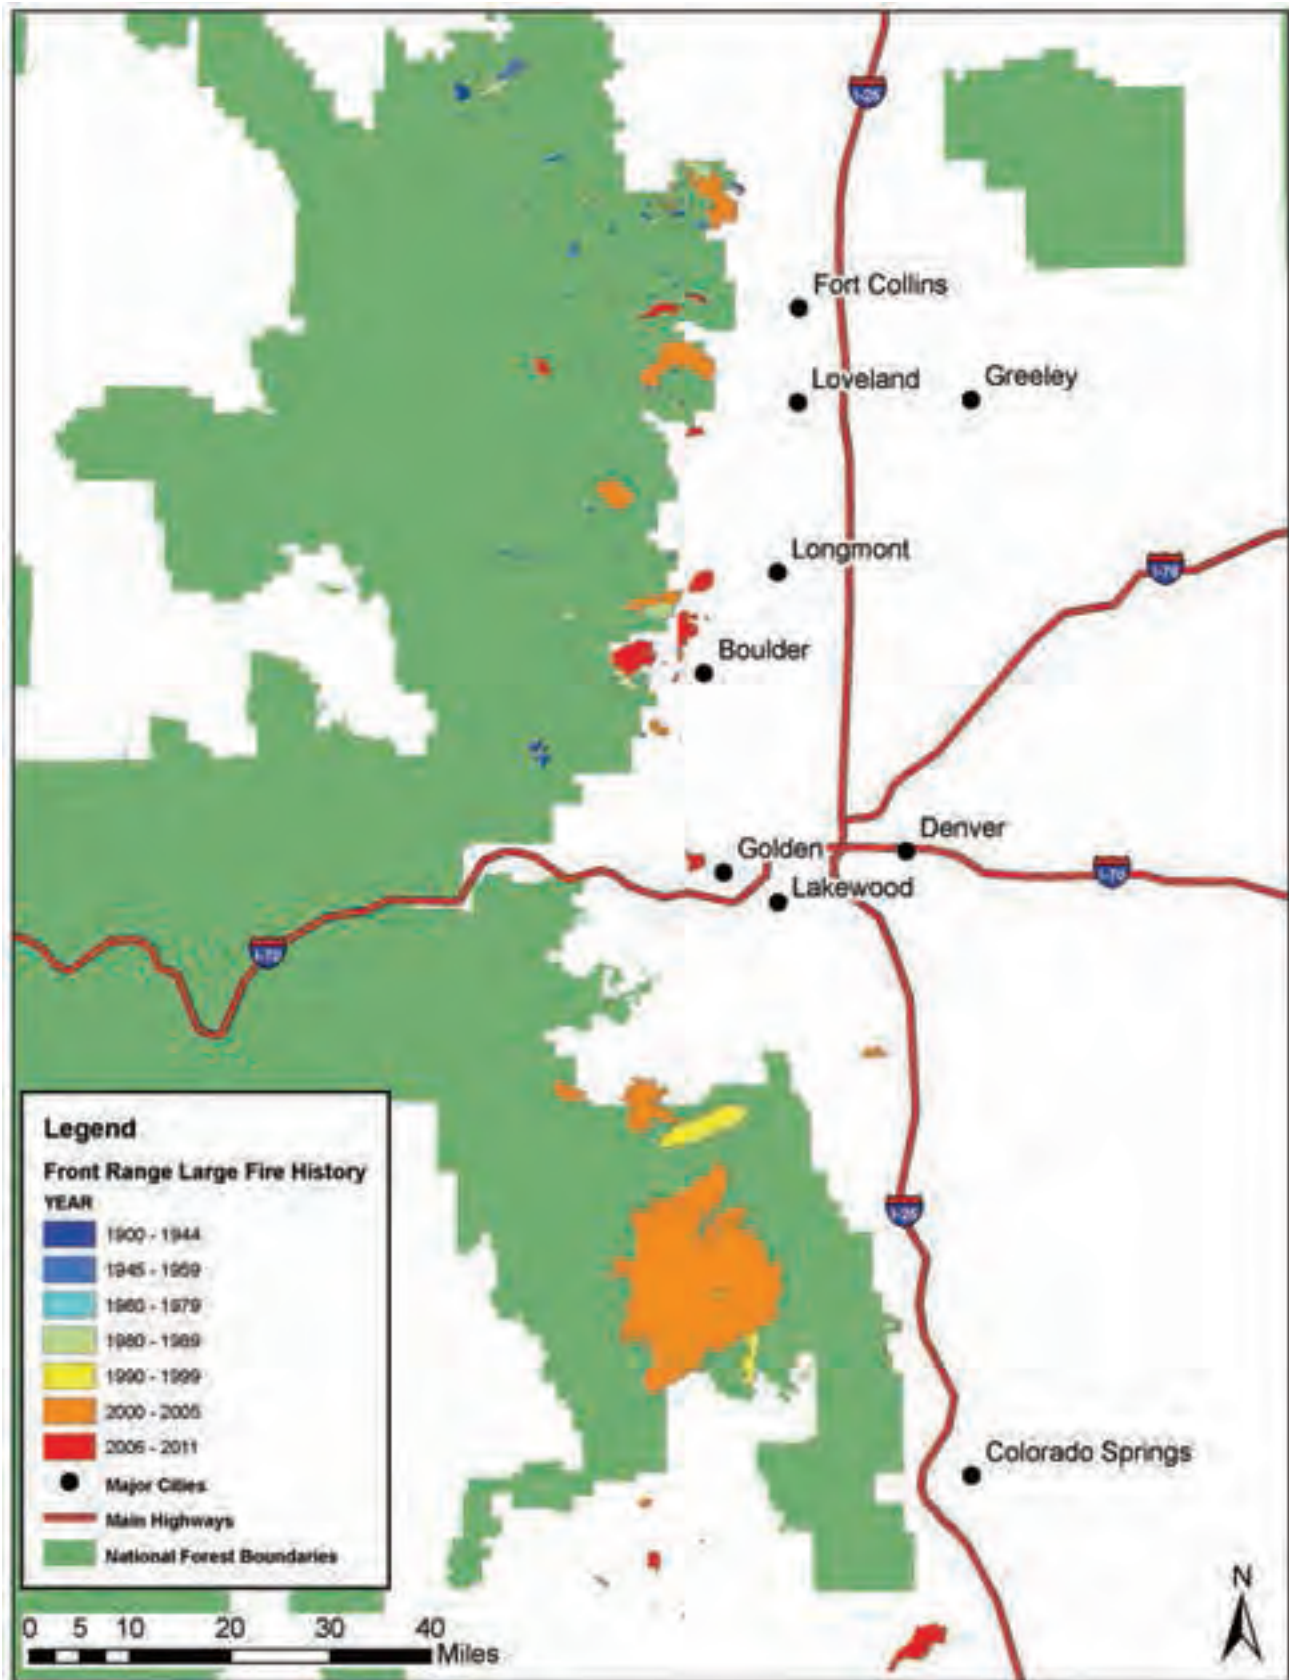 I-25
Fort Collins
Loveland
Greeley
Longmont
I-76
Boulder
Denver
Golden
I-70
Lakewood
I-70
Legend
Front Range Large Fire History
YEAR
1900 - 1944
1945 - 1959
1960 - 1979
1980 - 1989
1990 - 1999
2000 - 2005
2006 - 2011
Major Cities
Main Highways
National Forest Boundaries
I-25
Colorado Springs
N
0 5 10 20 30 40
Miles